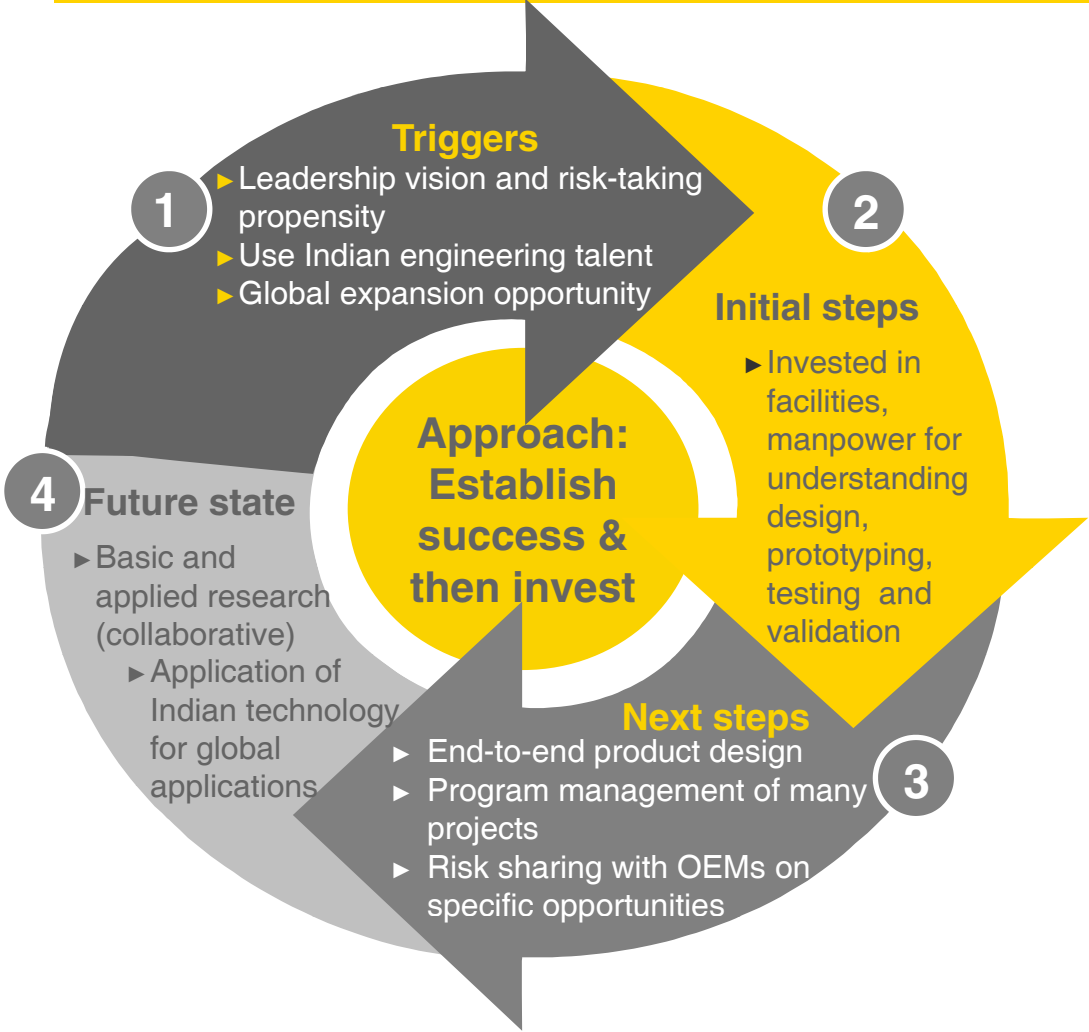 1
Triggers
► Leadership vision and risk-taking
propensity
► Use Indian engineering talent
► Global expansion opportunity
2
Initial steps
► Invested in
facilities,
manpower for
understanding
design,
prototyping,
testing and
validation
Approach:
Establish
success &
then invest
3
Next steps
► End-to-end product design
► Program management of many
projects
► Risk sharing with OEMs on
specific opportunities
4
Future state
► Basic and
applied research
(collaborative)
► Application of
Indian technology
for global
applications